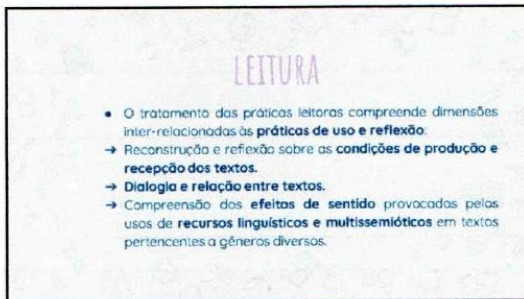 LEITURA
• O tratamento das práticas leitoras compreende dimensões
inter-relacionadas às práticas de uso e reflexão:
→ Reconstrução e reflexão sobre as condições de produção e
recepção dos textos.
→ Dialogia e relação entre textos.
→ Compreensão dos efeitos de sentido provocados pelos
usos de recursos linguísticos e multissemióticos em textos
pertencentes a gêneros diversos.